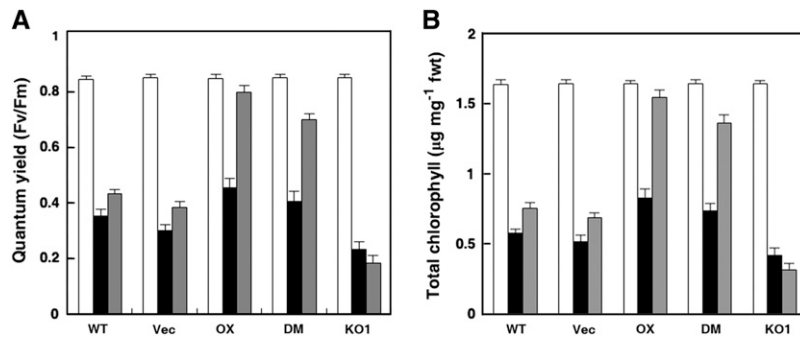 A
Quantum yield (Fv/Fm)
1
0.8
0.6
0.4
0.2
0
WT Vec OX DM KO1
B
Total chlorophyll (µg mg-1 fwt)
2
1.5
1
0.5
0
WT Vec OX DM KO1